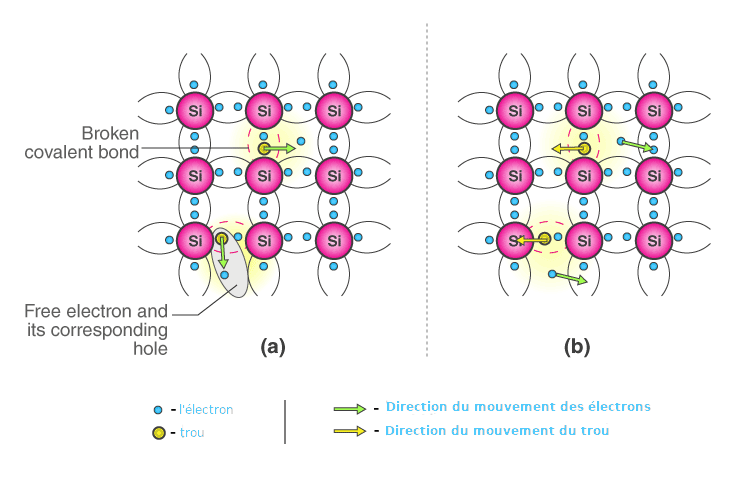 Si Si Si
Broken
covalent bond
Si Si Si
Si Si Si
Free electron and
its corresponding
hole
(a)
Si Si Si
Si Si Si
Si Si Si
(b)
- l'électron
- trou
- Direction du mouvement des électrons
- Direction du mouvement du trou